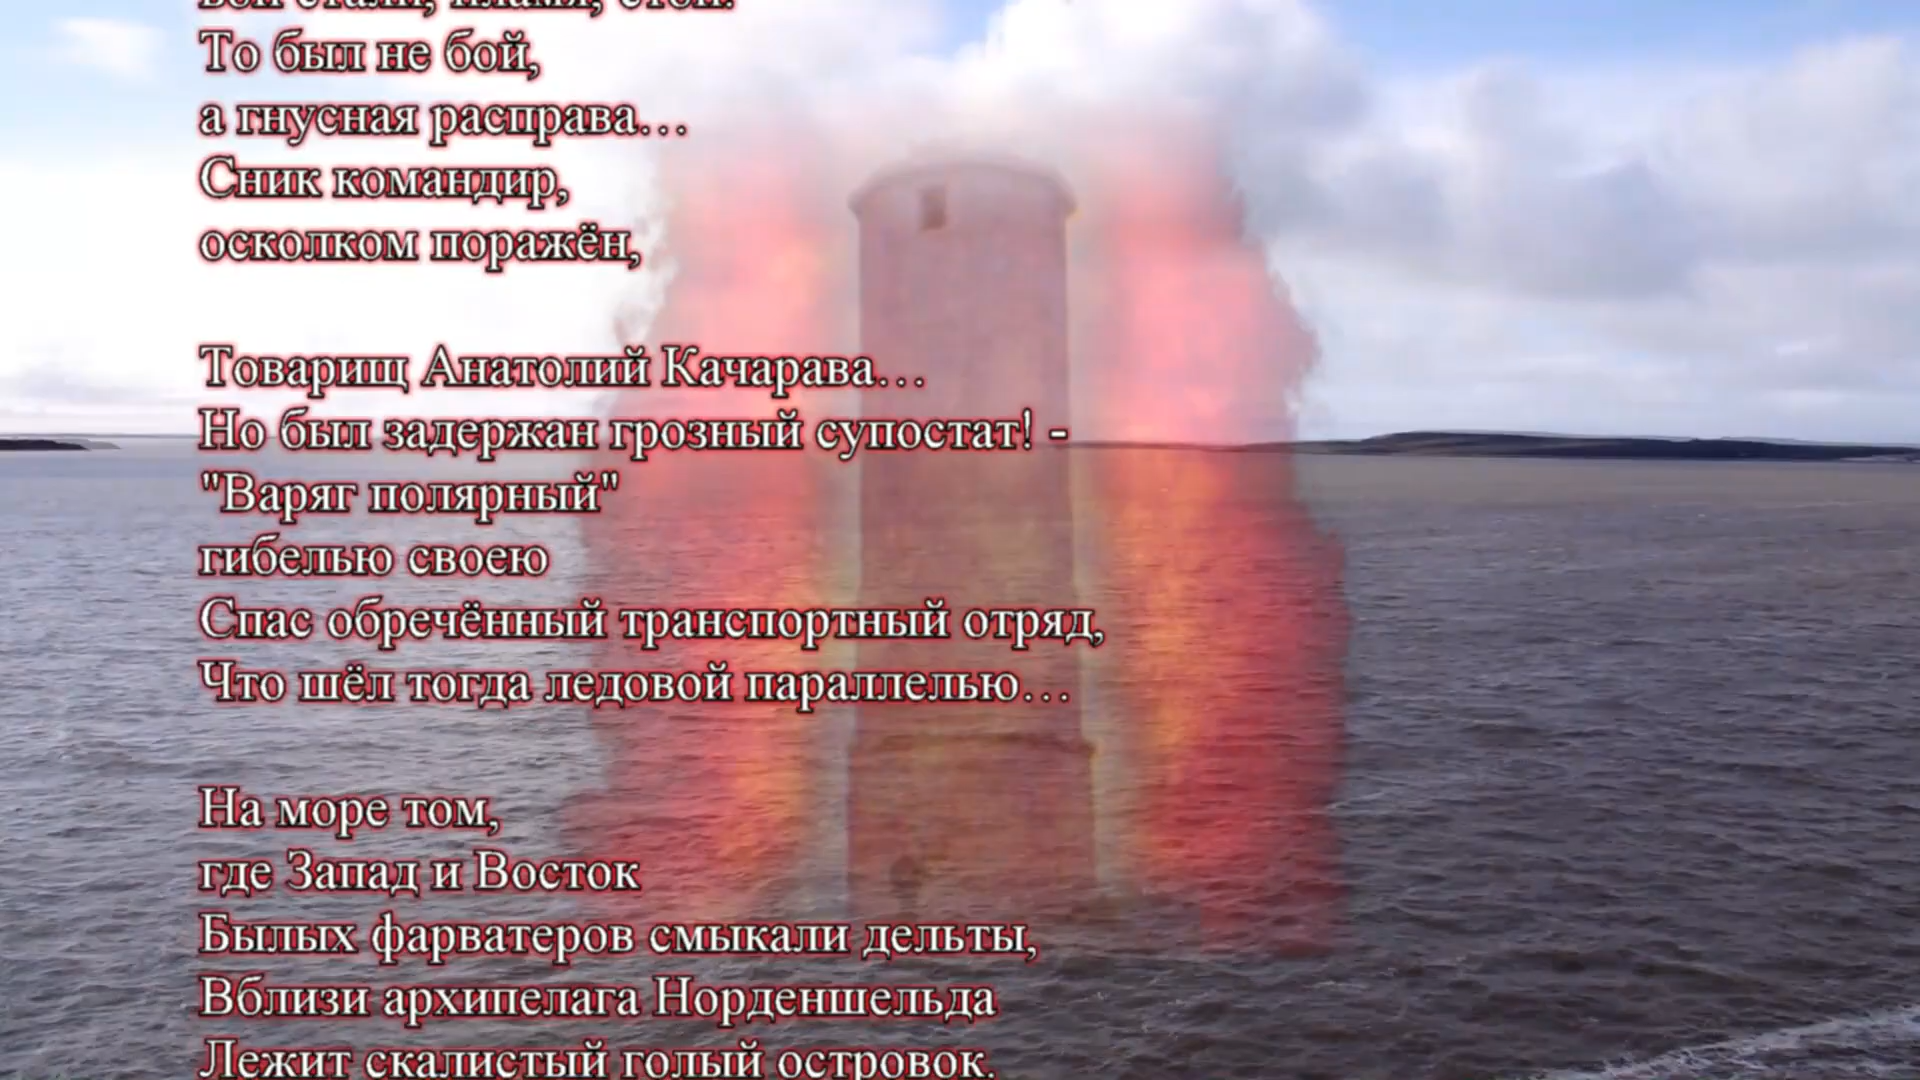 То был не бой,
а гнусная расправа…
Сник командир,
осколком поражён,
Товарищ Анатолий Качарава…
Но был задержан грозный супостат! -
"Варяг полярный"
гибелью своею
Спас обречённый транспортный отряд,
Что шёл тогда ледовой параллелью…
На море том,
где Запад и Восток
Былых фарватеров смыкали дельты,
Вблизи архипелага Норденшельда
Лежит скалистый голый островок.